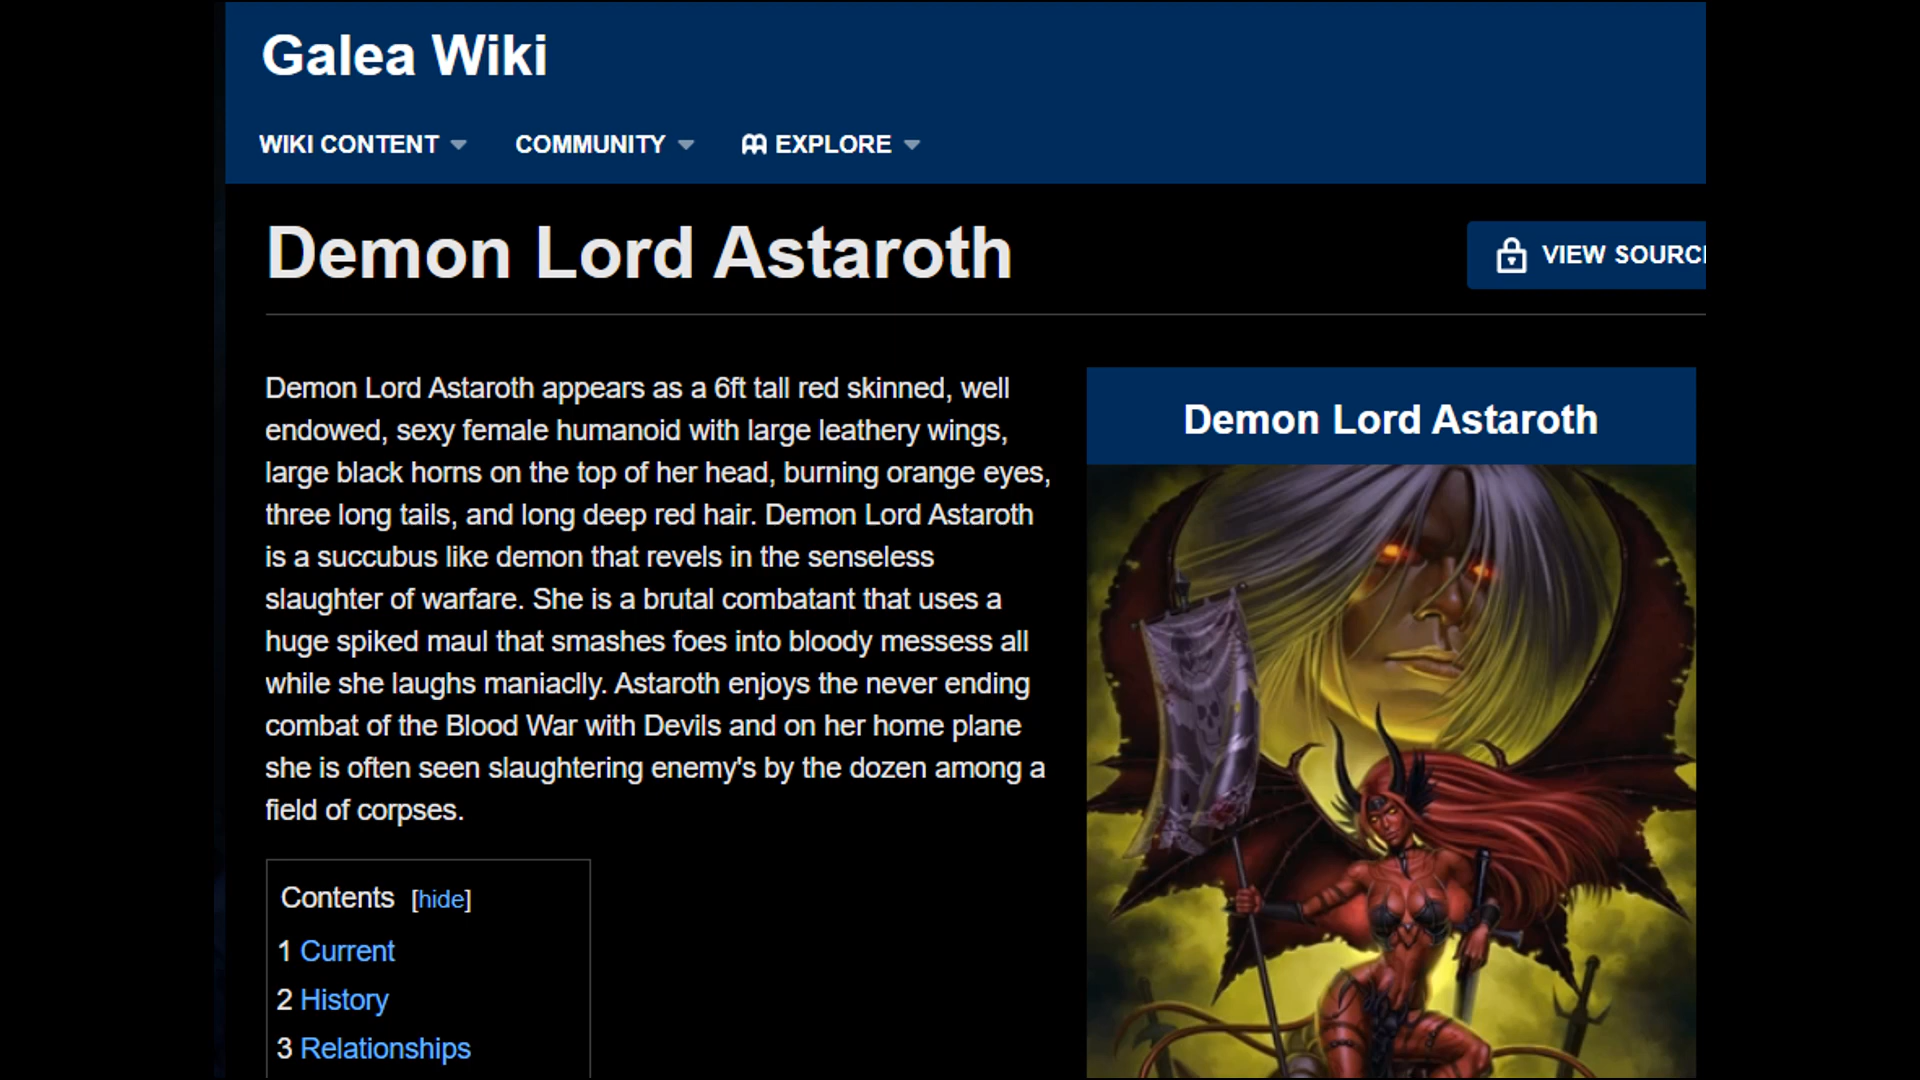 Galea Wiki
WIKI CONTENT
COMMUNITY
EXPLORE
Demon Lord Astaroth
VIEW SOURC
Demon Lord Astaroth appears as a 6ft tall red skinned, well
endowed, sexy female humanoid with large leathery wings,
large black horns on the top of her head, burning orange eyes,
three long tails, and long deep red hair. Demon Lord Astaroth
is a succubus like demon that revels in the senseless
slaughter of warfare. She is a brutal combatant that uses a
huge spiked maul that smashes foes into bloody messess all
while she laughs maniaclly. Astaroth enjoys the never ending
combat of the Blood War with Devils and on her home plane
she is often seen slaughtering enemy's by the dozen among a
field of corpses.
Demon Lord Astaroth
Contents [hide]
1 Current
2 History
3 Relationships